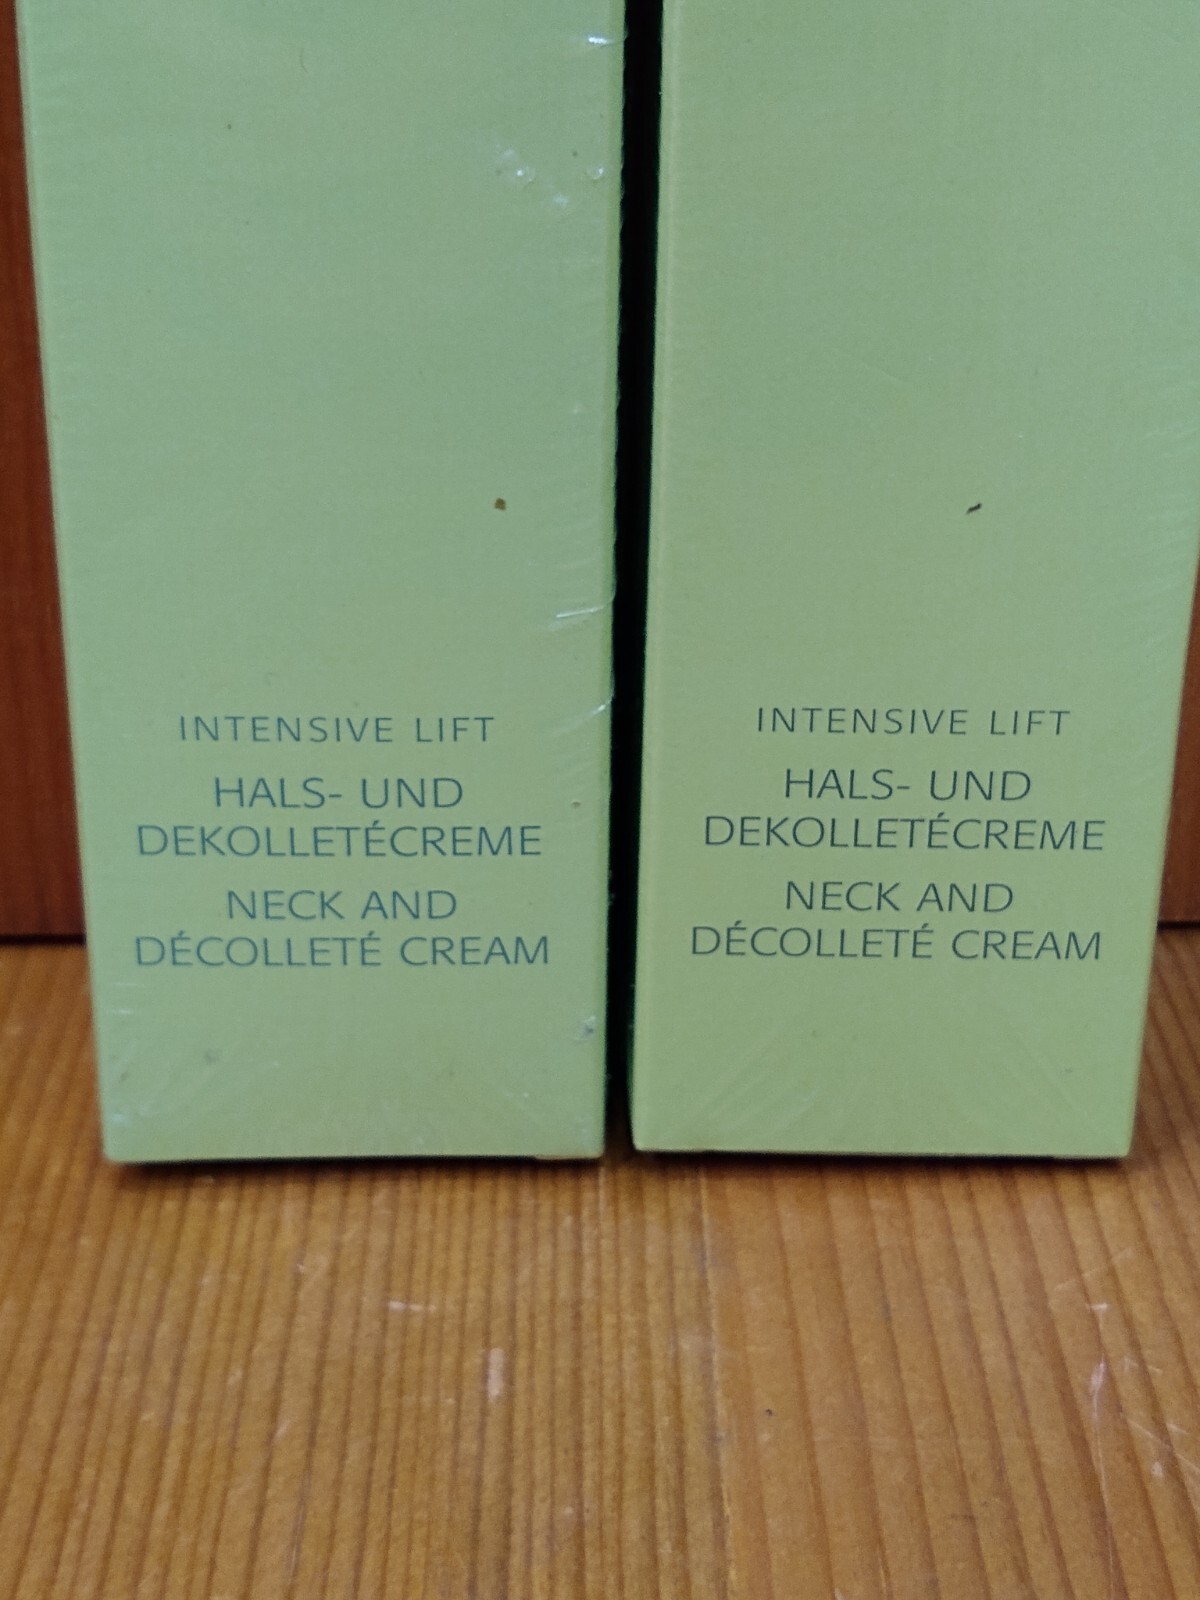 INTENSIVE LIFT
HALS- UND
DEKOLLETÉCREME
NECK AND
DÉCOLLETÉ CREAM
INTENSIVE LIFT
HALS- UND
DEKOLLETÉCREME
NECK AND
DÉCOLLETÉ CREAM